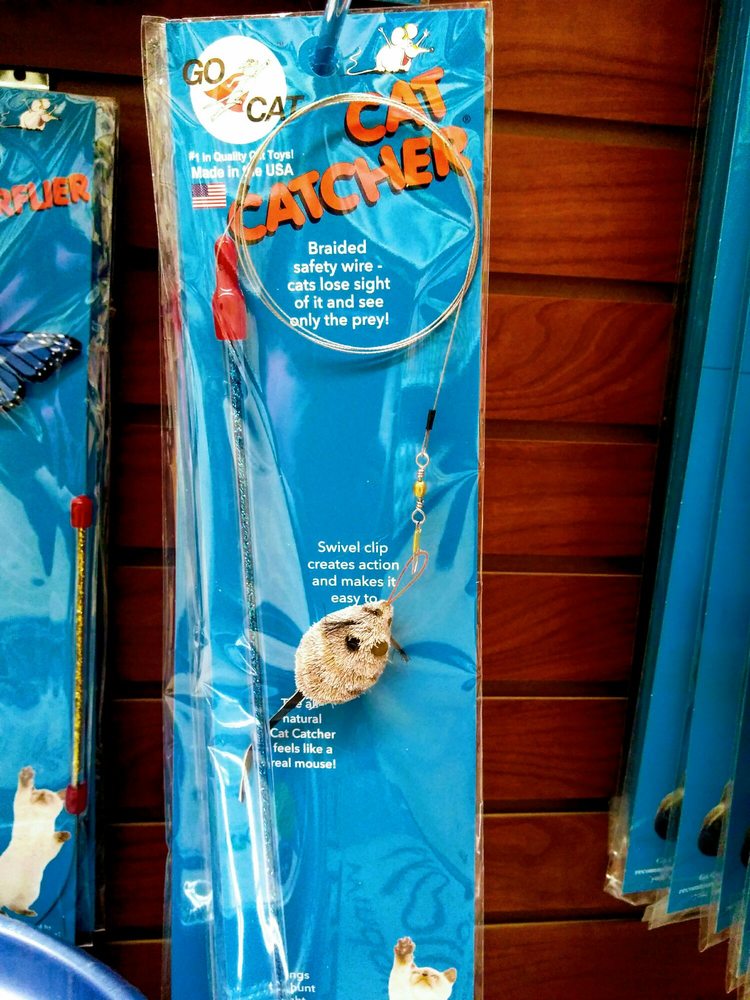 GO
CAT
#1 in Quality Cat Toys!
Made in the USA
CAT
CATCHER®
Braided
safety wire -
cats lose sight
of it and see
only the prey!
Swivel clip
creates action
and makes it
easy to
The all
natural
Cat Catcher
feels like a
real mouse!
RFLIER